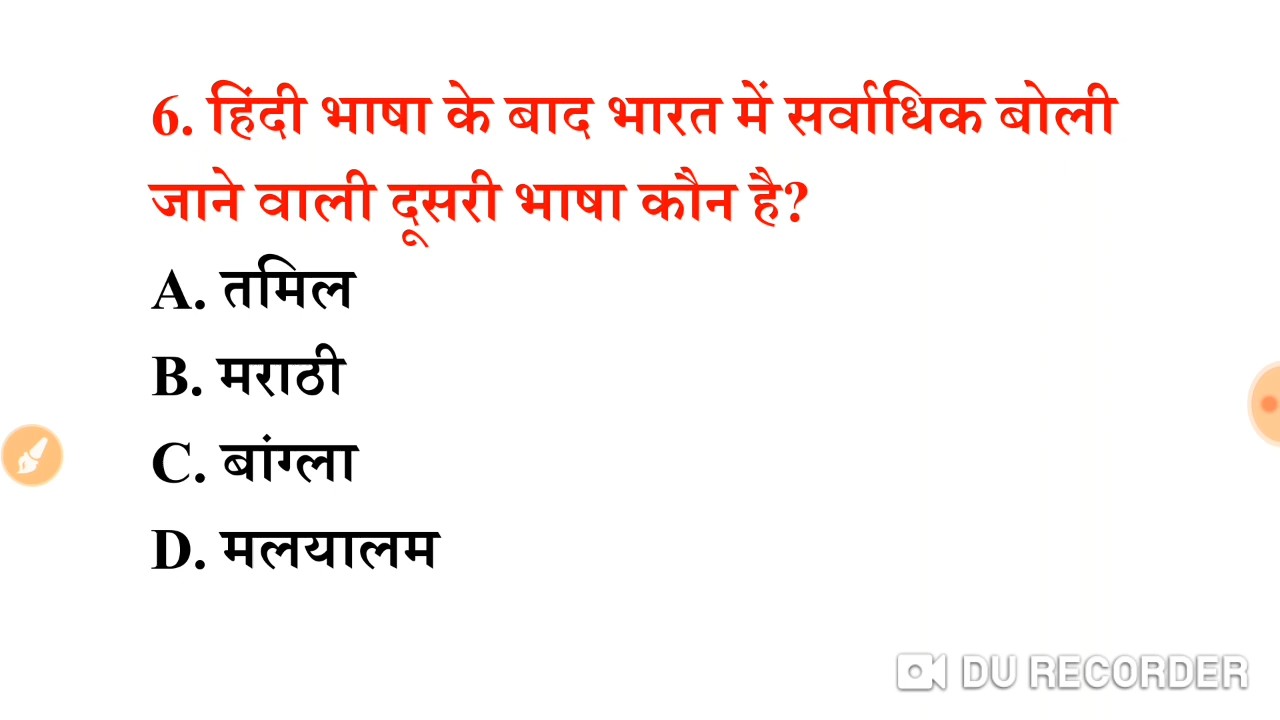 6. हिंदी भाषा के बाद भारत में सर्वाधिक बोली
जाने वाली दूसरी भाषा कौन है?
A. तमिल
B. मराठी
C. बांग्ला
D. मलयालम
DU RECORDER